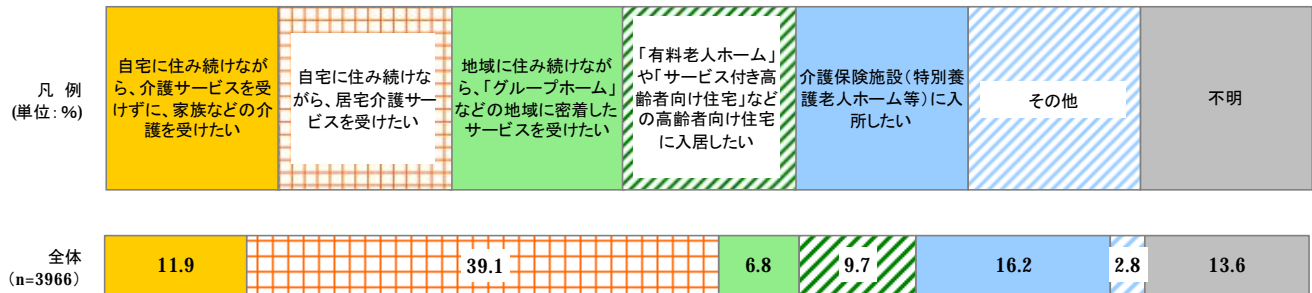 凡 例
(単位:%)
自宅に住み続けなが
ら、介護サービスを受
けずに、家族などの介
護を受けたい
自宅に住み続けな
がら、居宅介護サー
ビスを受けたい
地域に住み続けなが
ら、「グループホーム」
などの地域に密着した
サービスを受けたい
「有料老人ホーム」
や「サービス付き高
齢者向け住宅」など
の高齢者向け住宅
に入居したい
介護保険施設(特別養
護老人ホーム等)に入
所したい
その他
不明
全体
(n=3966)
11.9
39.1
6.8
9.7
16.2
2.8
13.6